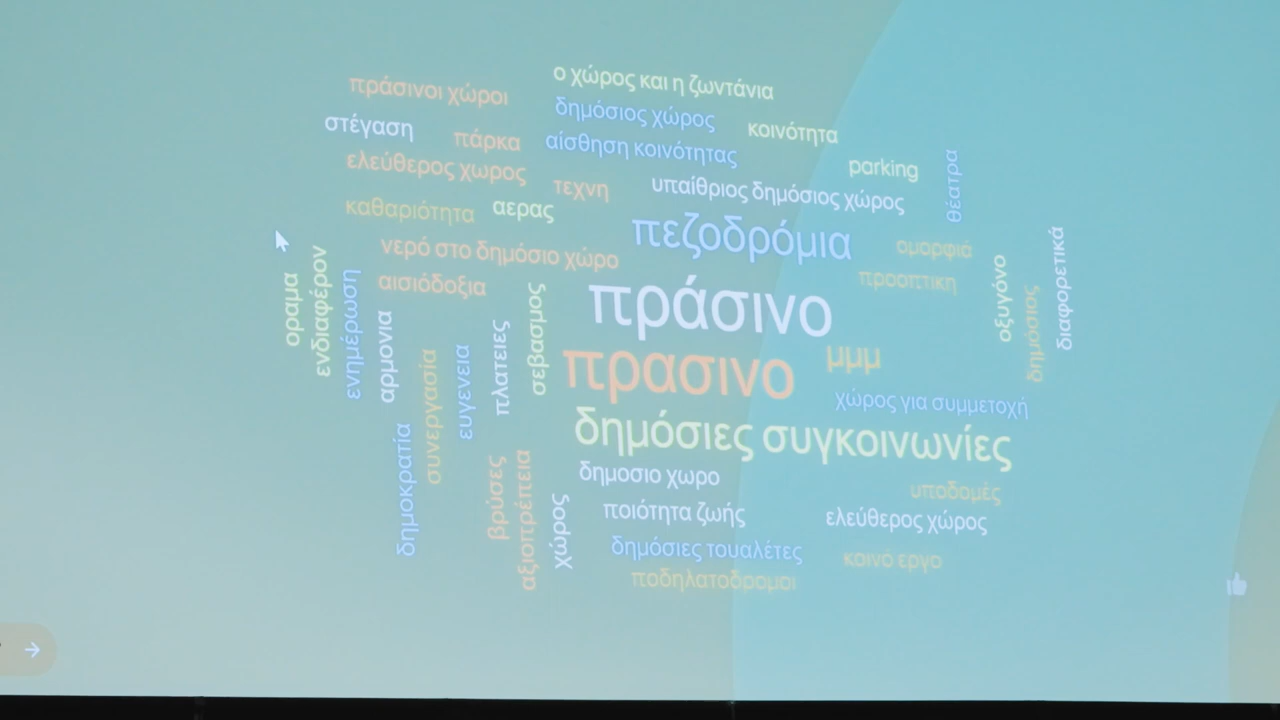 ο χώρος και η ζωντάνια
πράσινοι χώροι
δημόσιος χώρος
στέγαση
κοινότητα
πάρκα
αίσθηση κοινότητας
ελεύθερος χωρος
parking
τεχνη
υπαίθριος δημόσιος χώρος
θέατρα
καθαριότητα
αερας
πεζοδρόμια
ομορφιά
νερό στο δημόσιο χώρο
προοπτικη
αισιόδοξια
πράσινο
οραμα
ενδιαφέρον
ενημέρωση
αρμονια
συνεργασία
ευγενεια
πλατειες
σεβασμος
οξυγόνο
δημόσιος
διαφορετικά
πρασινο
μμμ
χώρος για συμμετοχή
δημόσιες συγκοινωνίες
δημοκρατία
βρύσες
αξιοπρέπεια
χώρος
δημοσιο χωρο
υποδομές
ποιότητα ζωής
ελεύθερος χώρος
δημόσιες τουαλέτες
κοινό εργο
ποδηλατοδρομοι